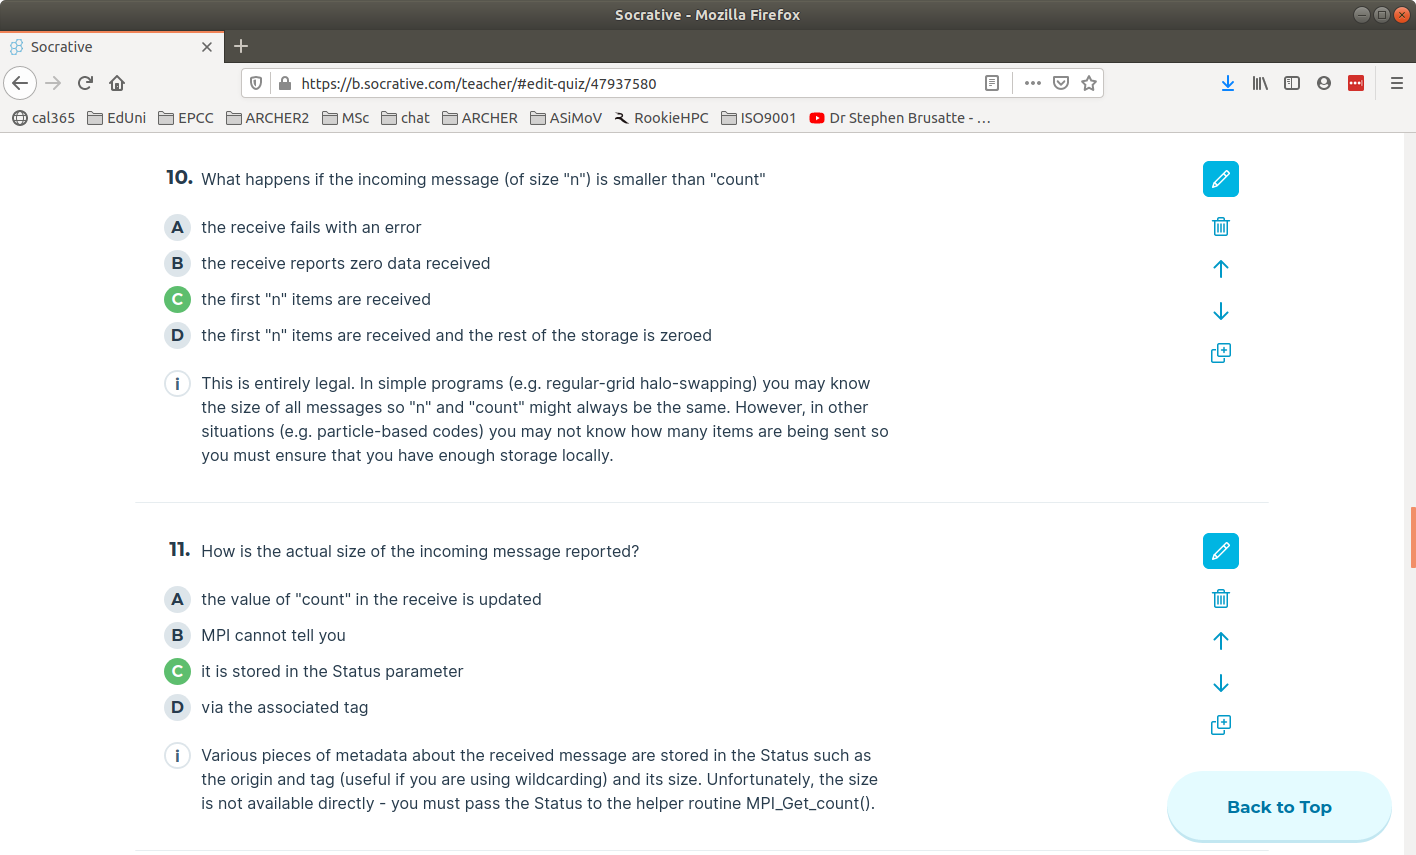 Socrative - Mozilla Firefox
Socrative
https://b.socrative.com/teacher/#edit-quiz/47937580
cal365 EdUni EPCC ARCHER2 MSc chat ARCHER ASiMoV RookieHPC ISO9001 Dr Stephen Brusatte - …
10. What happens if the incoming message (of size "n") is smaller than "count"
A the receive fails with an error
B the receive reports zero data received
C the first "n" items are received
D the first "n" items are received and the rest of the storage is zeroed
i This is entirely legal. In simple programs (e.g. regular-grid halo-swapping) you may know
the size of all messages so "n" and "count" might always be the same. However, in other
situations (e.g. particle-based codes) you may not know how many items are being sent so
you must ensure that you have enough storage locally.
11. How is the actual size of the incoming message reported?
A the value of "count" in the receive is updated
B MPI cannot tell you
C it is stored in the Status parameter
D via the associated tag
i Various pieces of metadata about the received message are stored in the Status such as
the origin and tag (useful if you are using wildcarding) and its size. Unfortunately, the size
is not available directly - you must pass the Status to the helper routine MPI_Get_count().
Back to Top